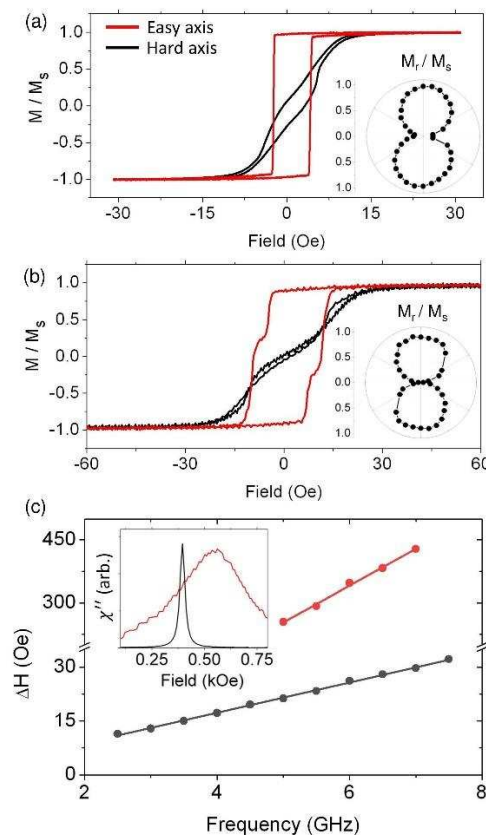 (a)
Easy axis
Hard axis
M / Ms
1.0
0.5
0.0
-0.5
-1.0
Mr / Ms
1.0
0.5
0.0
0.5
1.0
-30
-15
0
15
30
Field (Oe)
(b)
M / Ms
1.0
0.5
0.0
-0.5
-1.0
Mr / Ms
1.0
0.5
0.0
0.5
1.0
-60
-30
0
30
60
Field (Oe)
(c)
ΔH (Oe)
450
300
30
15
0
χ'' (arb.)
0.25
0.50
0.75
Field (kOe)
2
4
6
8
Frequency (GHz)